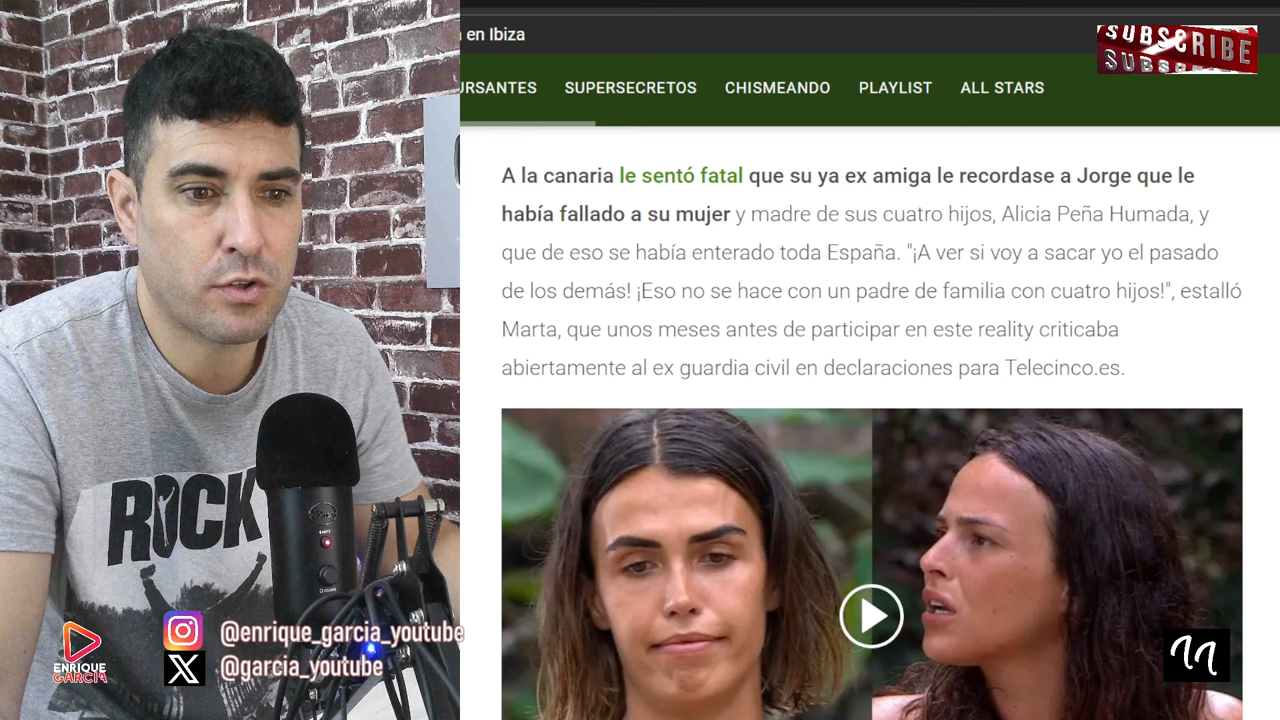 n en Ibiza
SUBSCRIBE
SUBSCRIBE
URSANTES SUPERSECRETOS CHISMEANDO PLAYLIST ALL STARS
A la canaria le sentó fatal que su ya ex amiga le recordase a Jorge que le
había fallado a su mujer y madre de sus cuatro hijos, Alicia Peña Humada, y
que de eso se había enterado toda España. "¡A ver si voy a sacar yo el pasado
de los demás! ¡Eso no se hace con un padre de familia con cuatro hijos!", estalló
Marta, que unos meses antes de participar en este reality criticaba
abiertamente al ex guardia civil en declaraciones para Telecinco.es.
ROCK
@enrique_garcia_youtube
@garcia_youtube
ENRIQUE
GARCIA